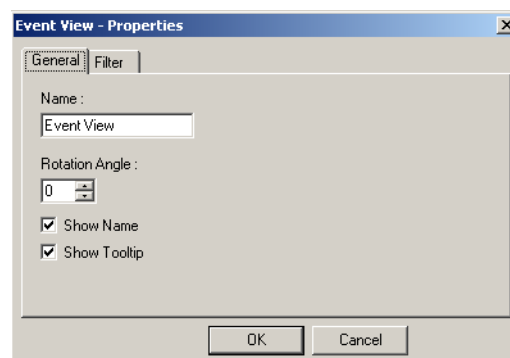 Event View - Properties
General Filter
Name :
Event View
Rotation Angle :
0
Show Name
Show Tooltip
OK Cancel